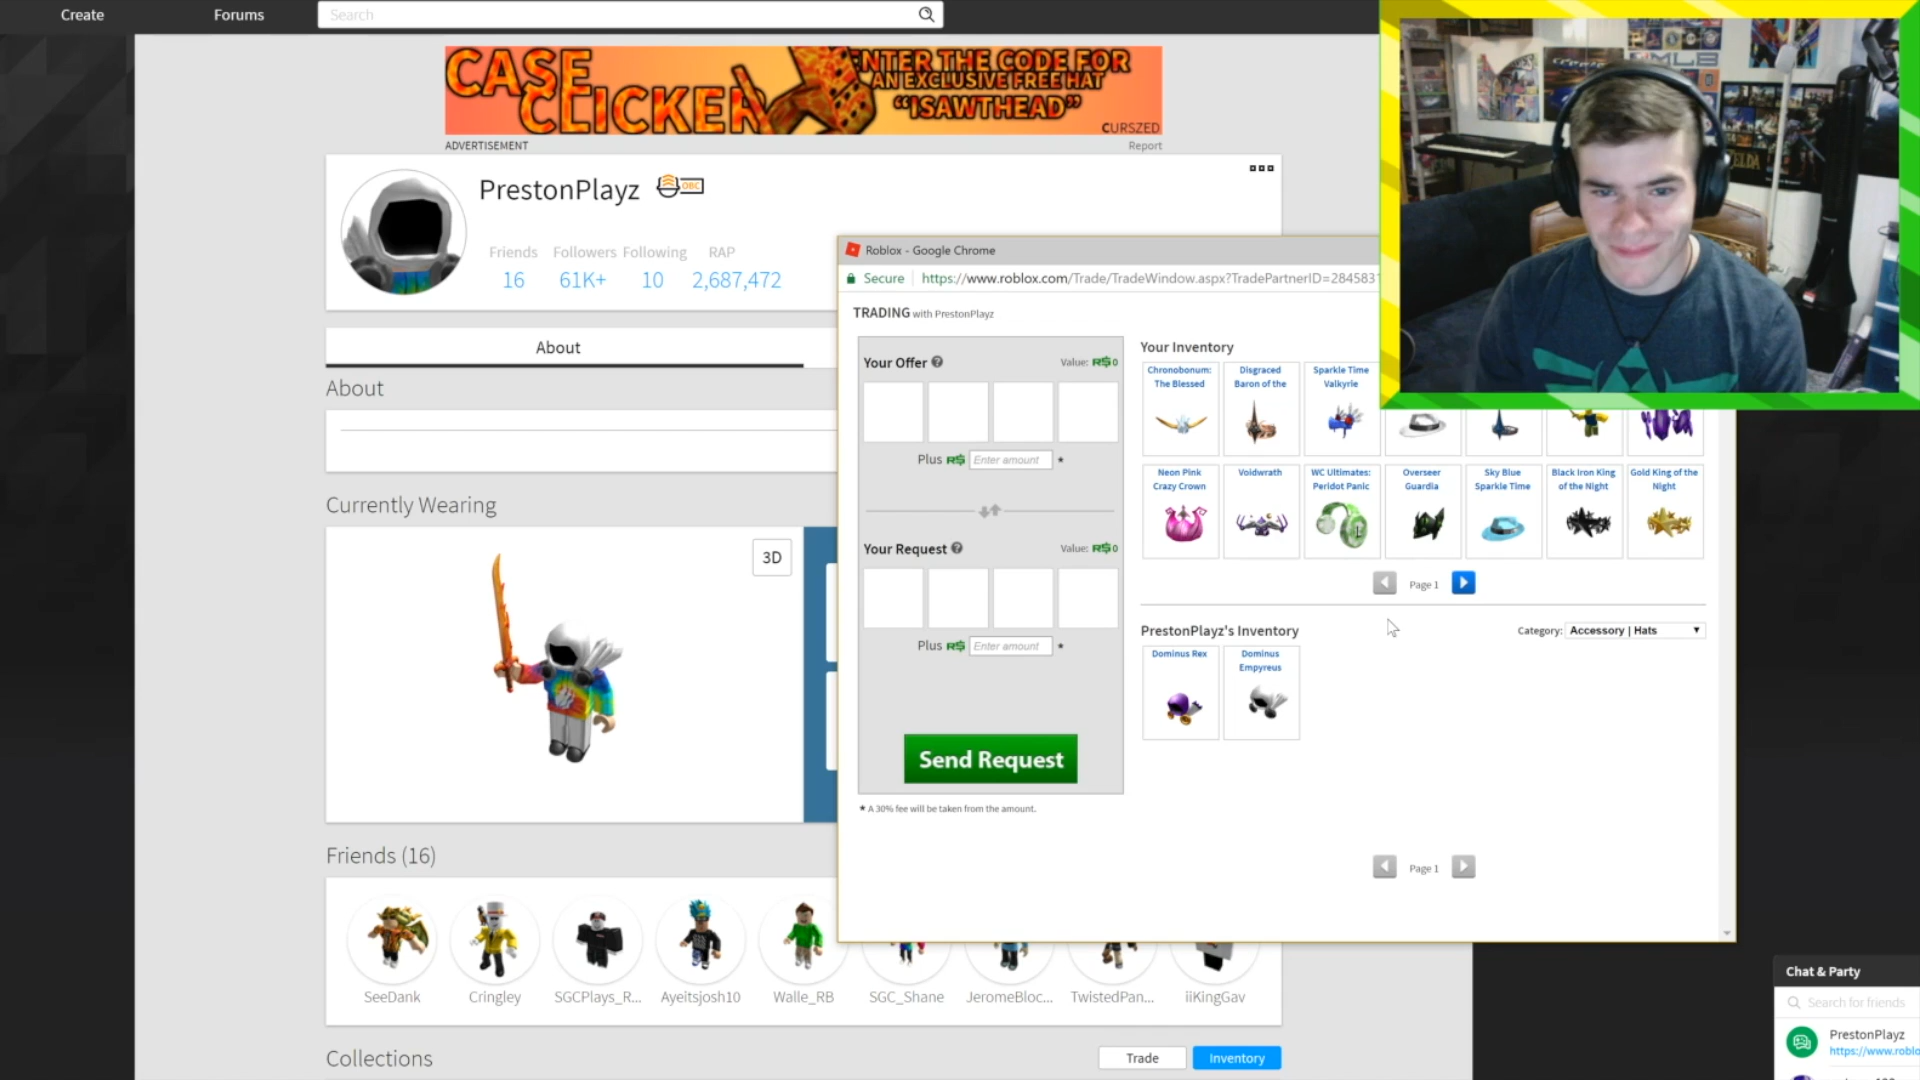 Create
Forums
Search
CASE CLICKER
ENTER THE CODE FOR
AN EXCLUSIVE FREE HAT
“ISAWTHEAD”
CURSZED
ADVERTISEMENT
Report
PrestonPlayz
OBC
Friends Followers Following RAP
16 61K+ 10 2,687,472
About
About
Currently Wearing
3D
Friends (16)
SeeDank
Cringley
SGCPlays_R...
Ayeitsjosh10
Walle_RB
SGC_Shane
JeromeBloc...
TwistedPan...
iiKingGav
Collections
Trade
Inventory
Roblox - Google Chrome
Secure
https://www.roblox.com/Trade/TradeWindow.aspx?TradePartnerID=284583
TRADING with PrestonPlayz
Your Offer
Value: R$ 0
Plus R$ Enter amount *
Your Request
Value: R$ 0
Plus R$ Enter amount *
Send Request
* A 30% fee will be taken from the amount.
Your Inventory
Chronobonum:
The Blessed
Disgraced
Baron of the
Sparkle Time
Valkyrie
Neon Pink
Crazy Crown
Voidwrath
WC Ultimates:
Peridot Panic
Overseer
Guardia
Sky Blue
Sparkle Time
Black Iron King
of the Night
Gold King of the
Night
Page 1
PrestonPlayz's Inventory
Category: Accessory | Hats
Dominus Rex
Dominus
Empyreus
Page 1
MLB
ZELDA
Chat & Party
Search for friends
PrestonPlayz
https://www.roblo